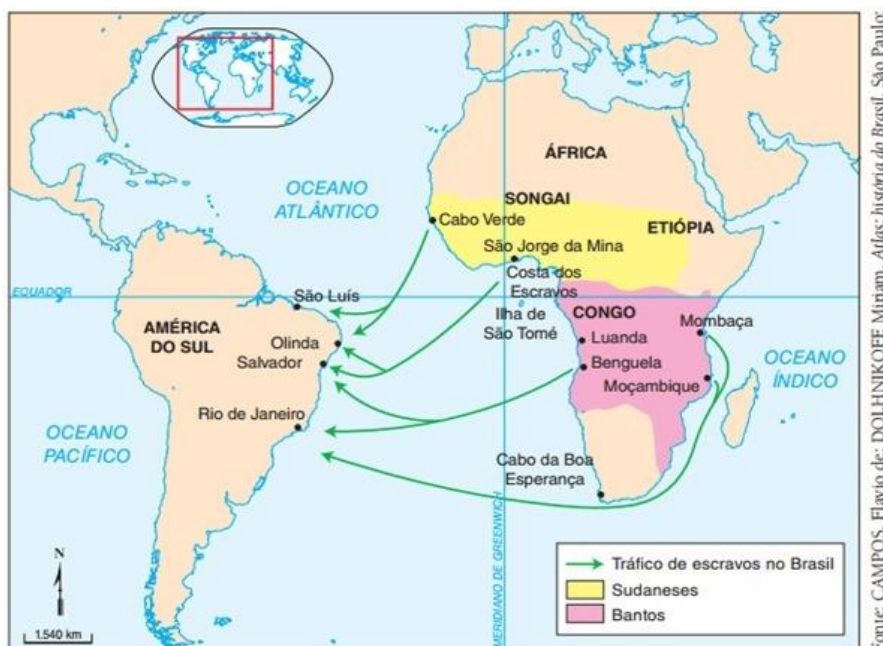 ÁFRICA
OCEANO
ATLÂNTICO
SONGAI
Cabo Verde
ETIÓPIA
São Jorge da Mina
Costa dos
Escravos
EQUADOR
São Luís
Ilha de
São Tomé
CONGO
Mombaça
AMÉRICA
DO SUL
Olinda
Salvador
Luanda
Benguela
Moçambique
OCEANO
ÍNDICO
Rio de Janeiro
OCEANO
PACÍFICO
Cabo da Boa
Esperança
MERIDIANO DE GREENWICH
N
1.540 km
Tráfico de escravos no Brasil
Sudaneses
Bantos
Fonte: CAMPOS, Flavio de; DOLHNIKOFF, Miriam. Atlas: história do Brasil. São Paulo: